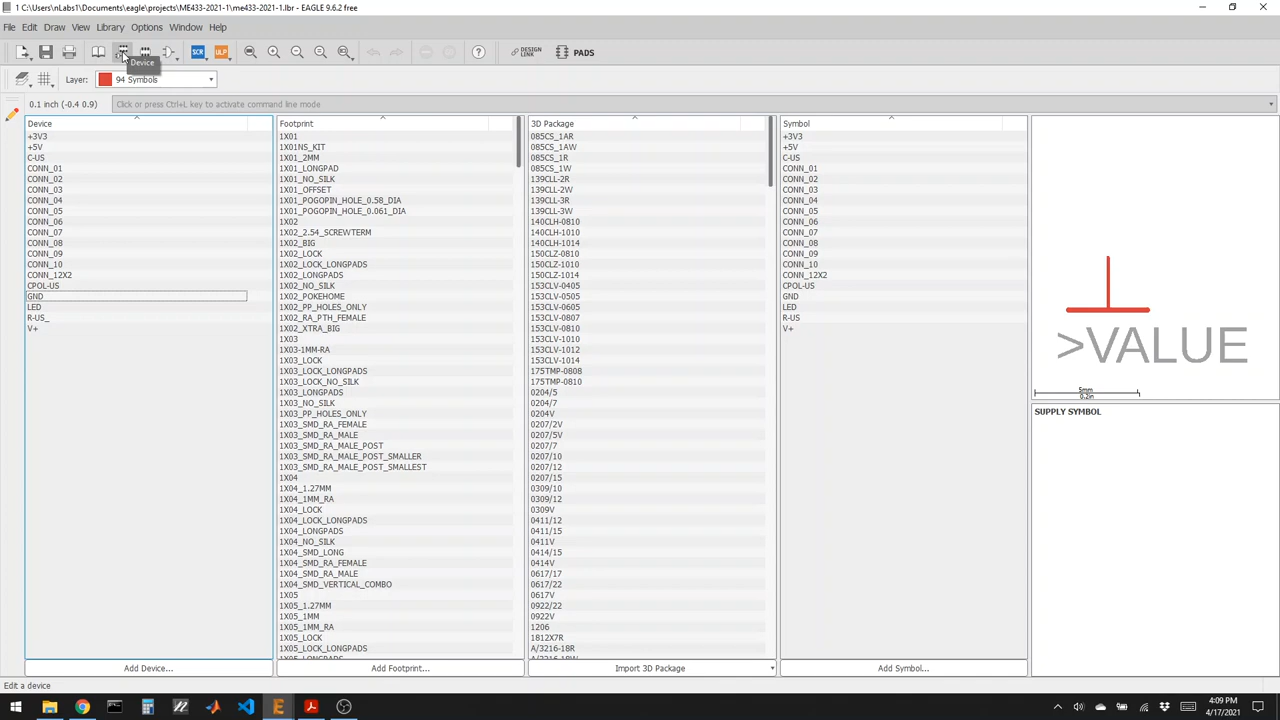 1 C:\Users\nLabs1\Documents\eagle\projects\ME433-2021-1\me433-2021-1.lbr - EAGLE 9.6.2 free
File Edit Draw View Library Options Window Help
SCR ULP DESIGN LINK PADS
Device
Layer: 94 Symbols
0.1 inch (-0.4 0.9) Click or press Ctrl+L key to activate command line mode
Device
+3V3
+5V
C-US
CONN_01
CONN_02
CONN_03
CONN_04
CONN_05
CONN_06
CONN_07
CONN_08
CONN_09
CONN_10
CONN_12X2
CPOL-US
GND
LED
R-US_
V+
Add Device...
Footprint
1X01
1X01NS_KIT
1X01_2MM
1X01_LONGPAD
1X01_NO_SILK
1X01_OFFSET
1X01_POGOPIN_HOLE_0.58_DIA
1X01_POGOPIN_HOLE_0.061_DIA
1X02
1X02_2.54_SCREWTERM
1X02_BIG
1X02_LOCK
1X02_LOCK_LONGPADS
1X02_LONGPADS
1X02_NO_SILK
1X02_POKEHOME
1X02_PP_HOLES_ONLY
1X02_RA_PTH_FEMALE
1X02_XTRA_BIG
1X03
1X03-1MM-RA
1X03_LOCK
1X03_LOCK_LONGPADS
1X03_LOCK_NO_SILK
1X03_LONGPADS
1X03_NO_SILK
1X03_PP_HOLES_ONLY
1X03_SMD_RA_FEMALE
1X03_SMD_RA_MALE
1X03_SMD_RA_MALE_POST
1X03_SMD_RA_MALE_POST_SMALLER
1X03_SMD_RA_MALE_POST_SMALLEST
1X04
1X04_1.27MM
1X04_1MM_RA
1X04_LOCK
1X04_LOCK_LONGPADS
1X04_LONGPADS
1X04_NO_SILK
1X04_SMD_LONG
1X04_SMD_RA_FEMALE
1X04_SMD_RA_MALE
1X04_SMD_VERTICAL_COMBO
1X05
1X05_1.27MM
1X05_1MM
1X05_1MM_RA
1X05_LOCK
1X05_LOCK_LONGPADS
1X05_LONGPADS
Add Footprint...
3D Package
085CS_1AR
085CS_1AW
085CS_1R
085CS_1W
139CLL-2R
139CLL-2W
139CLL-3R
139CLL-3W
140CLH-0810
140CLH-1010
140CLH-1014
150CLZ-0810
150CLZ-1010
150CLZ-1014
153CLV-0405
153CLV-0505
153CLV-0605
153CLV-0807
153CLV-0810
153CLV-1010
153CLV-1012
153CLV-1014
175TMP-0808
175TMP-0810
0204/5
0204/7
0204V
0207/2V
0207/5V
0207/7
0207/10
0207/12
0207/15
0309/10
0309/12
0309V
0411/12
0411/15
0411V
0414/15
0414V
0617/17
0617/22
0617V
0922/22
0922V
1206
1812X7R
A/3216-18R
A/3216-18W
Import 3D Package
Symbol
+3V3
+5V
C-US
CONN_01
CONN_02
CONN_03
CONN_04
CONN_05
CONN_06
CONN_07
CONN_08
CONN_09
CONN_10
CONN_12X2
CPOL-US
GND
LED
R-US
V+
Add Symbol...
>VALUE
5mm
0.2in
SUPPLY SYMBOL
Edit a device
4:09 PM
4/17/2021